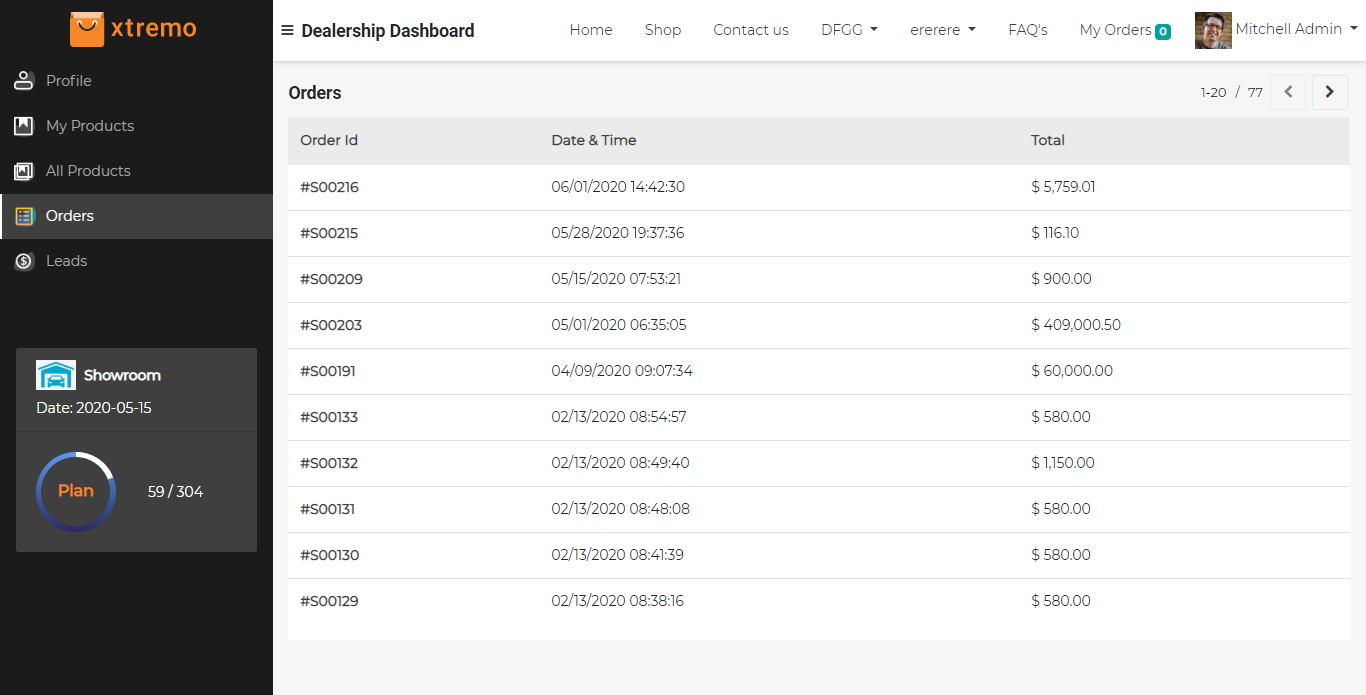 xtremo
Profile
My Products
All Products
Orders
Leads
Showroom
Date: 2020-05-15
Plan
59 / 304
Dealership Dashboard
Home
Shop
Contact us
DFGG
ererere
FAQ's
My Orders 0
Mitchell Admin
Orders
1-20 / 77
Order Id Date & Time Total
#S00216 06/01/2020 14:42:30 $ 5,759.01
#S00215 05/28/2020 19:37:36 $ 116.10
#S00209 05/15/2020 07:53:21 $ 900.00
#S00203 05/01/2020 06:35:05 $ 409,000.50
#S00191 04/09/2020 09:07:34 $ 60,000.00
#S00133 02/13/2020 08:54:57 $ 580.00
#S00132 02/13/2020 08:49:40 $ 1,150.00
#S00131 02/13/2020 08:48:08 $ 580.00
#S00130 02/13/2020 08:41:39 $ 580.00
#S00129 02/13/2020 08:38:16 $ 580.00